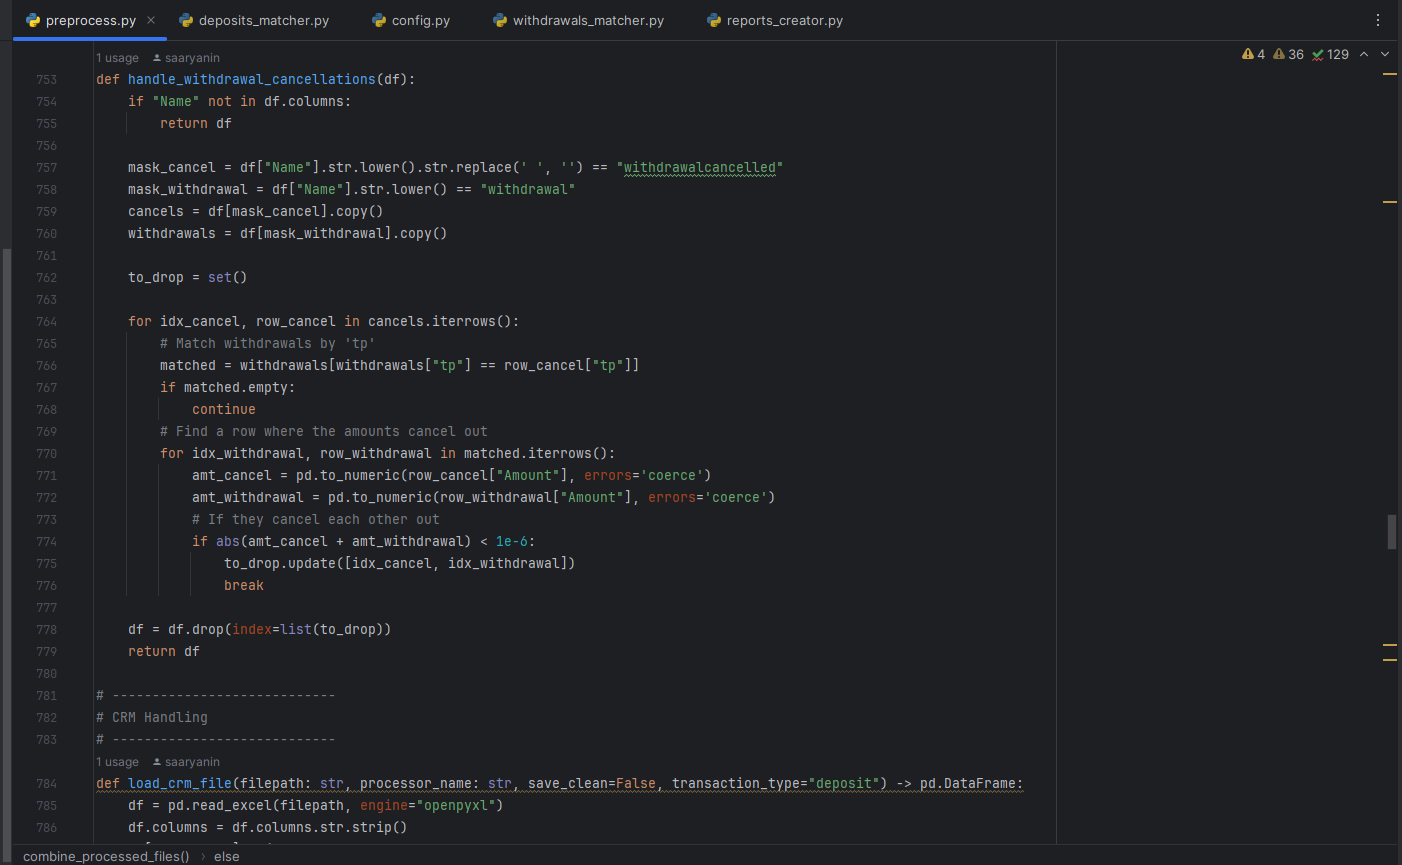 preprocess.py
deposits_matcher.py
config.py
withdrawals_matcher.py
reports_creator.py
4 36 129
1 usage saaryanin
753 def handle_withdrawal_cancellations(df):
754     if "Name" not in df.columns:
755         return df
756
757     mask_cancel = df["Name"].str.lower().str.replace(' ', '') == "withdrawalcancelled"
758     mask_withdrawal = df["Name"].str.lower() == "withdrawal"
759     cancels = df[mask_cancel].copy()
760     withdrawals = df[mask_withdrawal].copy()
761
762     to_drop = set()
763
764     for idx_cancel, row_cancel in cancels.iterrows():
765         # Match withdrawals by 'tp'
766         matched = withdrawals[withdrawals["tp"] == row_cancel["tp"]]
767         if matched.empty:
768             continue
769         # Find a row where the amounts cancel out
770         for idx_withdrawal, row_withdrawal in matched.iterrows():
771             amt_cancel = pd.to_numeric(row_cancel["Amount"], errors='coerce')
772             amt_withdrawal = pd.to_numeric(row_withdrawal["Amount"], errors='coerce')
773             # If they cancel each other out
774             if abs(amt_cancel + amt_withdrawal) < 1e-6:
775                 to_drop.update([idx_cancel, idx_withdrawal])
776                 break
777
778     df = df.drop(index=list(to_drop))
779     return df
780
781 # ----------------------------
782 # CRM Handling
783 # ----------------------------
1 usage saaryanin
784 def load_crm_file(filepath: str, processor_name: str, save_clean=False, transaction_type="deposit") -> pd.DataFrame:
785     df = pd.read_excel(filepath, engine="openpyxl")
786     df.columns = df.columns.str.strip()
combine_processed_files() › else